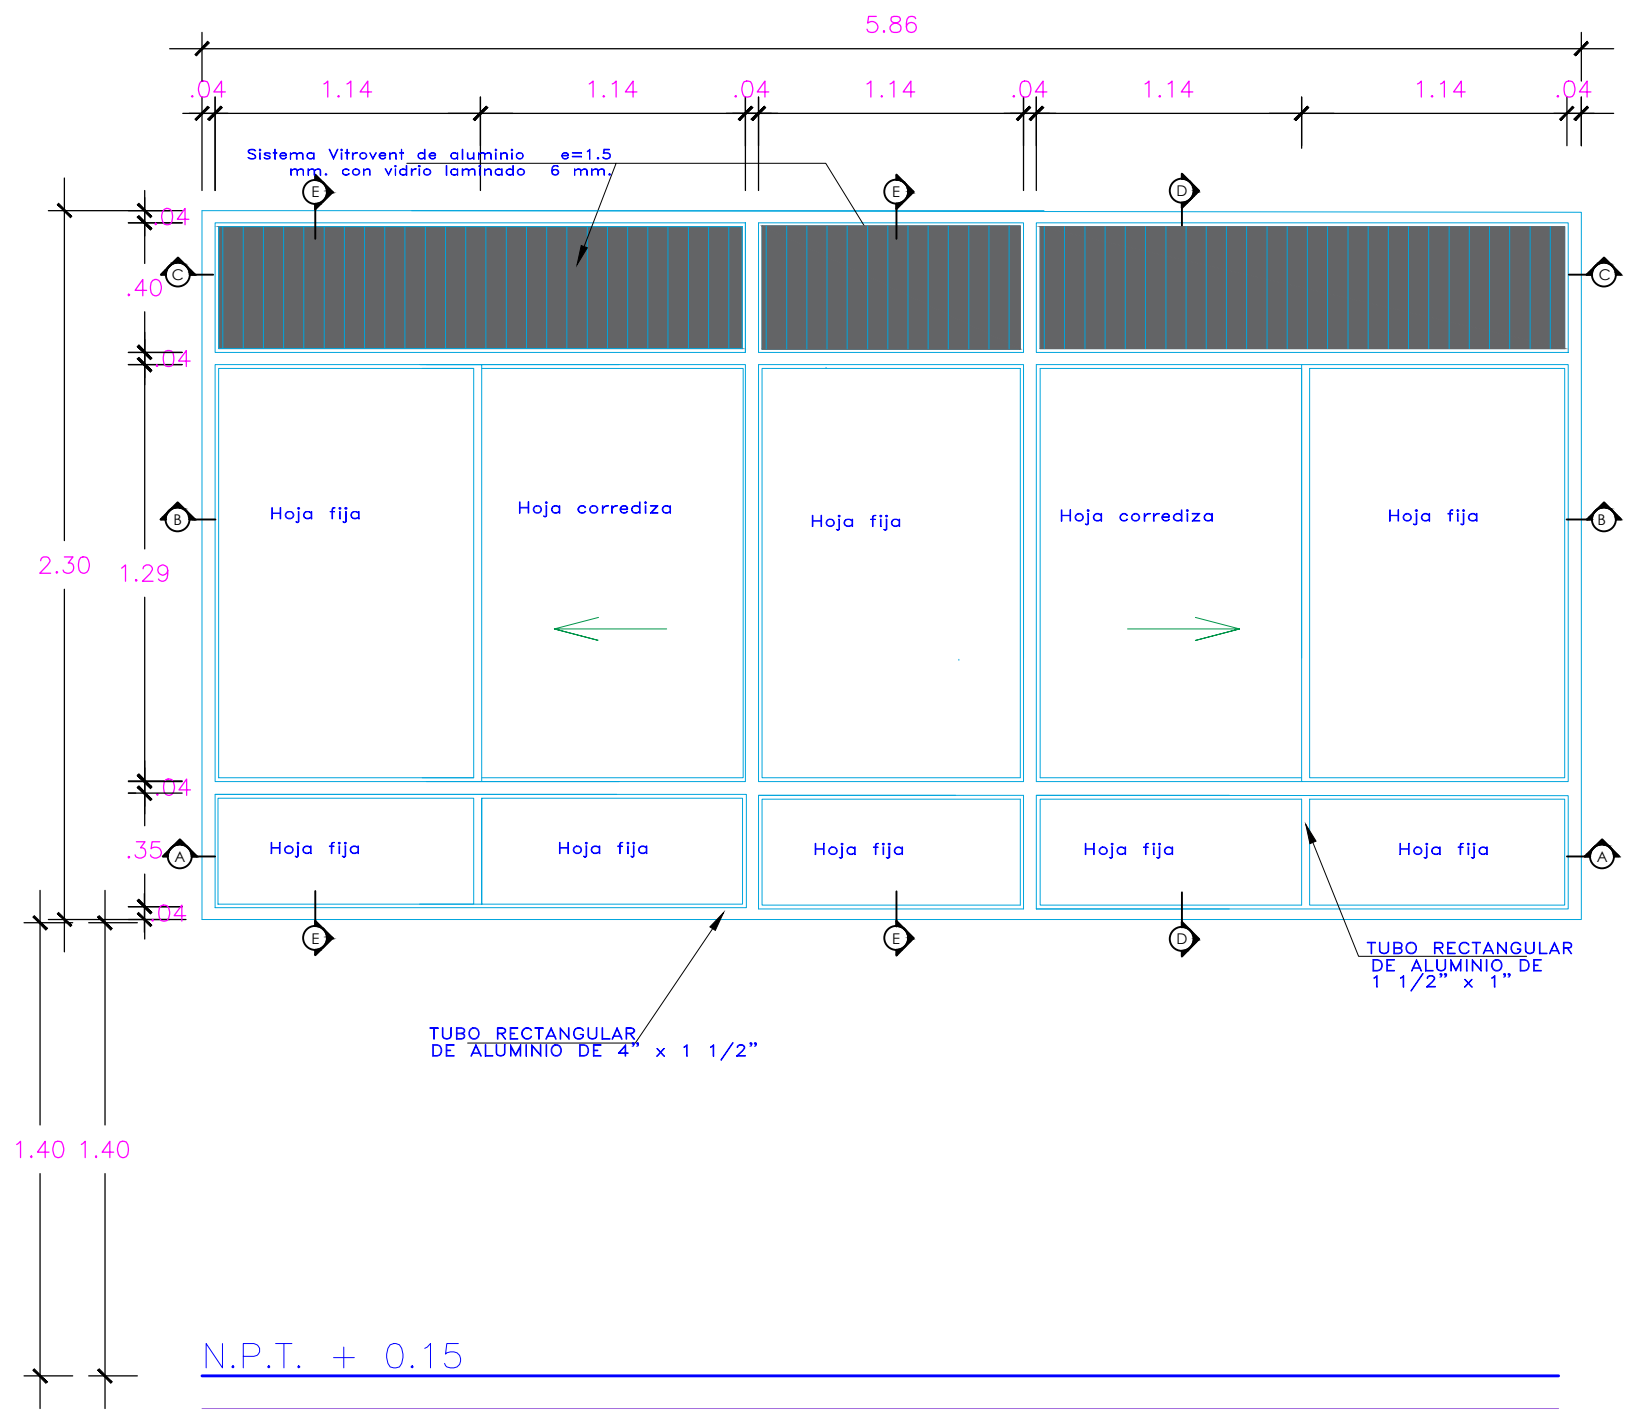 5.86
.04 1.14 1.14 .04 1.14 .04 1.14 1.14 .04
Sistema Vitrovent de aluminio e=1.5
mm. con vidrio laminado 6 mm.
E E D
.04
C .40 C
.04
Hoja fija Hoja corrediza Hoja fija Hoja corrediza Hoja fija
B B
2.30 1.29
.04
Hoja fija Hoja fija Hoja fija Hoja fija Hoja fija
.35 A A
.04
E E D
TUBO RECTANGULAR
DE ALUMINIO DE
1 1/2” x 1”
TUBO RECTANGULAR
DE ALUMINIO DE 4” x 1 1/2”
1.40 1.40
N.P.T. + 0.15